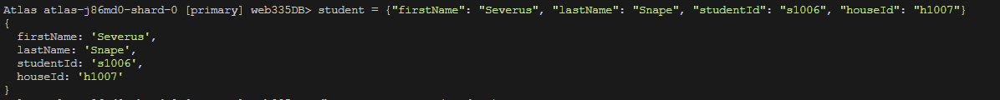 Atlas atlas-j86md0-shard-0 [primary] web335DB> student = {"firstName": "Severus", "lastName": "Snape", "studentId": "s1006", "houseId": "h1007"}
{
  firstName: 'Severus',
  lastName: 'Snape',
  studentId: 's1006',
  houseId: 'h1007'
}